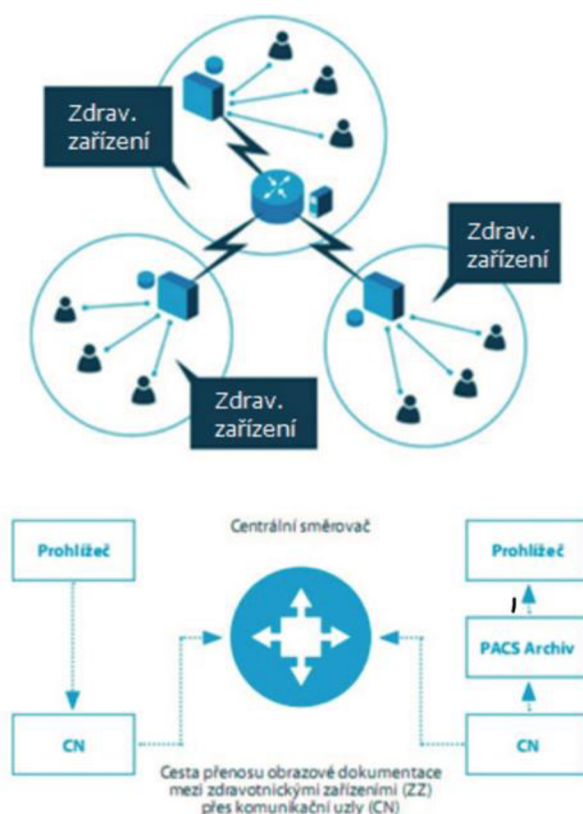 Zdrav.
zařízení
Zdrav.
zařízení
Zdrav.
zařízení
Centrální směrovač
Prohlížeč
Prohlížeč
PACS Archiv
CN
CN
Cesta přenosu obrazové dokumentace
mezi zdravotnickými zařízeními (ZZ)
přes komunikační uzly (CN)